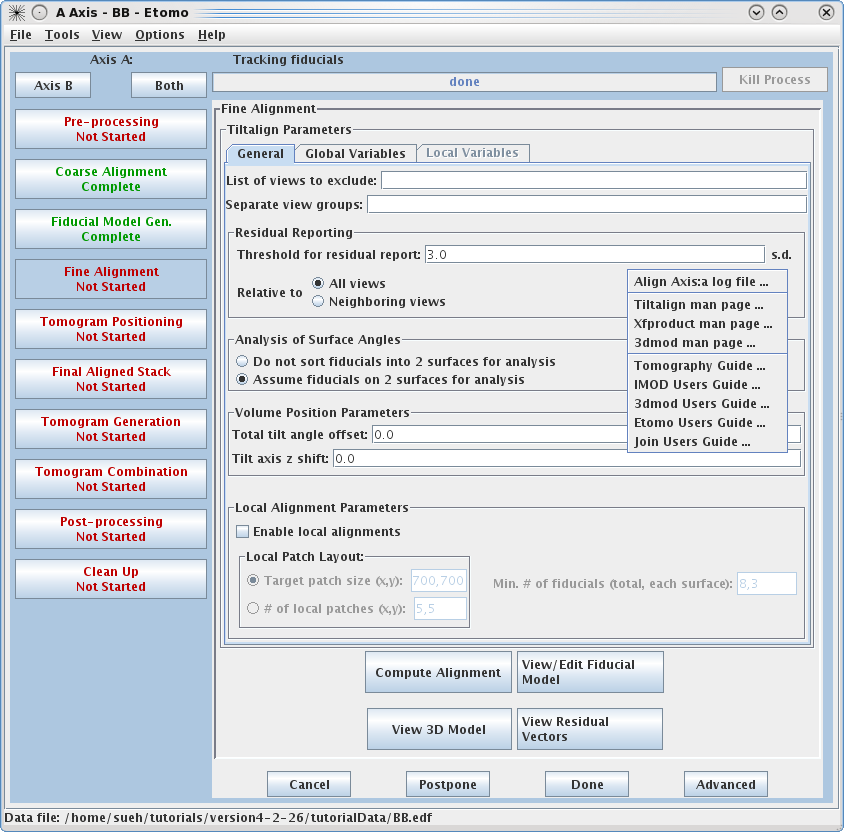 A Axis - BB - Etomo
File Tools View Options Help
Axis A:
Axis B
Both
Tracking fiducials
done
Kill Process
Pre-processing
Not Started
Coarse Alignment
Complete
Fiducial Model Gen.
Complete
Fine Alignment
Not Started
Tomogram Positioning
Not Started
Final Aligned Stack
Not Started
Tomogram Generation
Not Started
Tomogram Combination
Not Started
Post-processing
Not Started
Clean Up
Not Started
Fine Alignment
Tiltalign Parameters
General
Global Variables
Local Variables
List of views to exclude:
Separate view groups:
Residual Reporting
Threshold for residual report: 3.0 s.d.
Relative to
All views
Neighboring views
Analysis of Surface Angles
Do not sort fiducials into 2 surfaces for analysis
Assume fiducials on 2 surfaces for analysis
Volume Position Parameters
Total tilt angle offset: 0.0
Tilt axis z shift: 0.0
Align Axis:a log file ...
Tiltalign man page ...
Xfproduct man page ...
3dmod man page ...
Tomography Guide ...
IMOD Users Guide ...
3dmod Users Guide ...
Etomo Users Guide ...
Join Users Guide ...
Local Alignment Parameters
Enable local alignments
Local Patch Layout:
Target patch size (x,y): 700,700
# of local patches (x,y): 5,5
Min. # of fiducials (total, each surface): 8,3
Compute Alignment
View/Edit Fiducial
Model
View 3D Model
View Residual
Vectors
Cancel
Postpone
Done
Advanced
Data file: /home/sueh/tutorials/version4-2-26/tutorialData/BB.edf